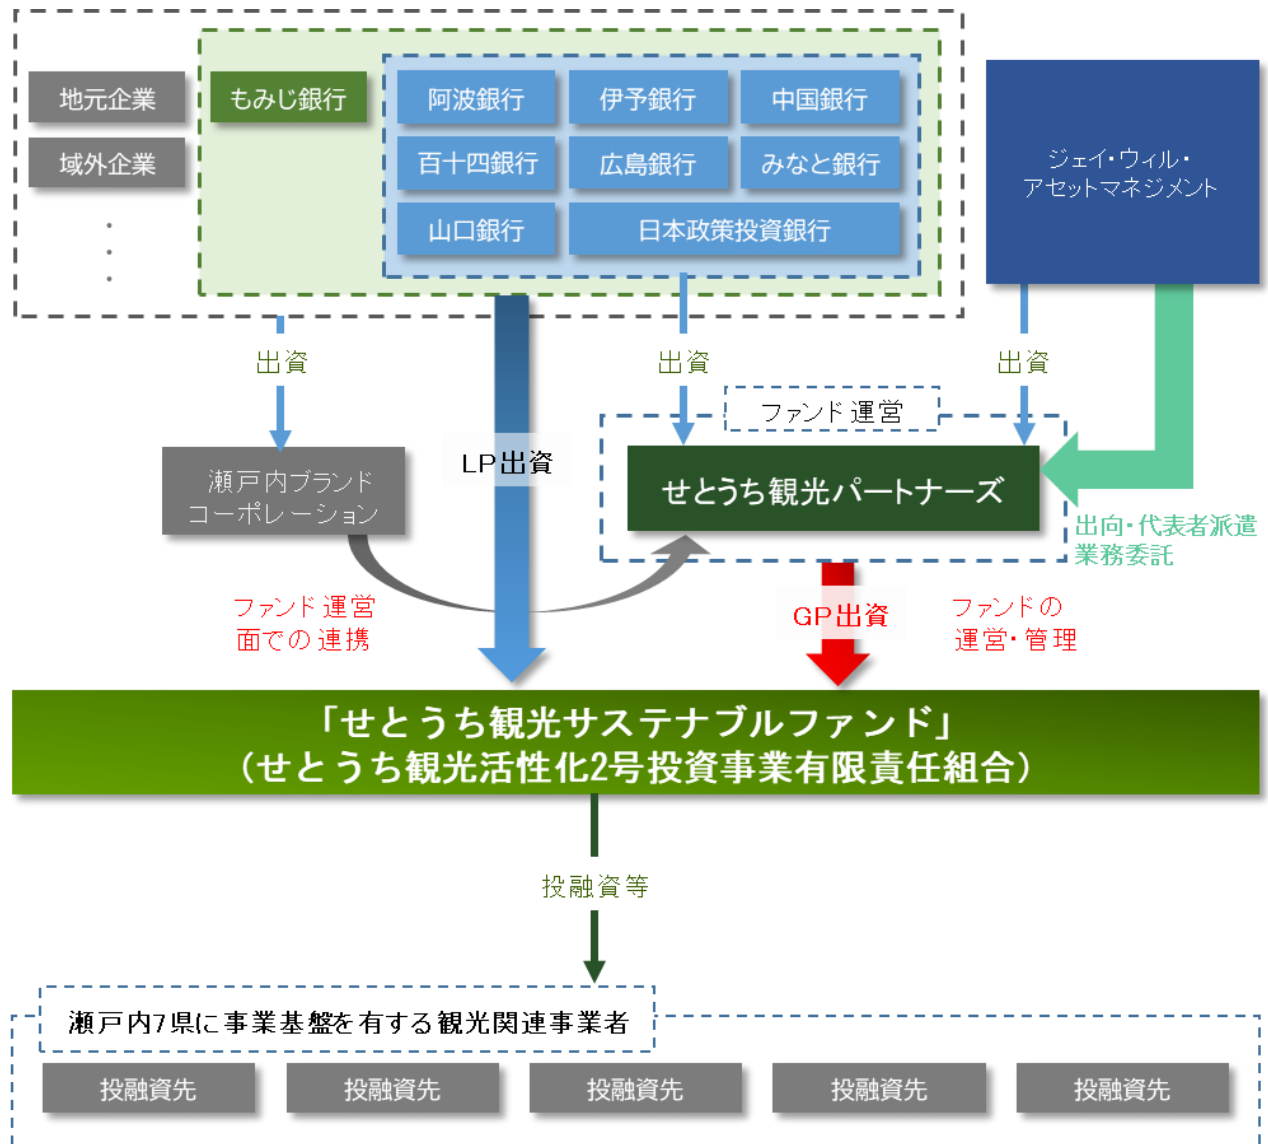 地元企業
もみじ銀行
阿波銀行
伊予銀行
中国銀行
域外企業
百十四銀行
広島銀行
みなと銀行
・
・
・
山口銀行
日本政策投資銀行
ジェイ・ウィル・
アセットマネジメント
出資
出資
出資
ファンド運営
LP出資
瀬戸内ブランド
コーポレーション
せとうち観光パートナーズ
出向・代表者派遣
業務委託
ファンド運営
面での連携
GP出資
ファンドの
運営・管理
「せとうち観光サステナブルファンド」
（せとうち観光活性化2号投資事業有限責任組合）
投融資等
瀬戸内7県に事業基盤を有する観光関連事業者
投融資先
投融資先
投融資先
投融資先
投融資先